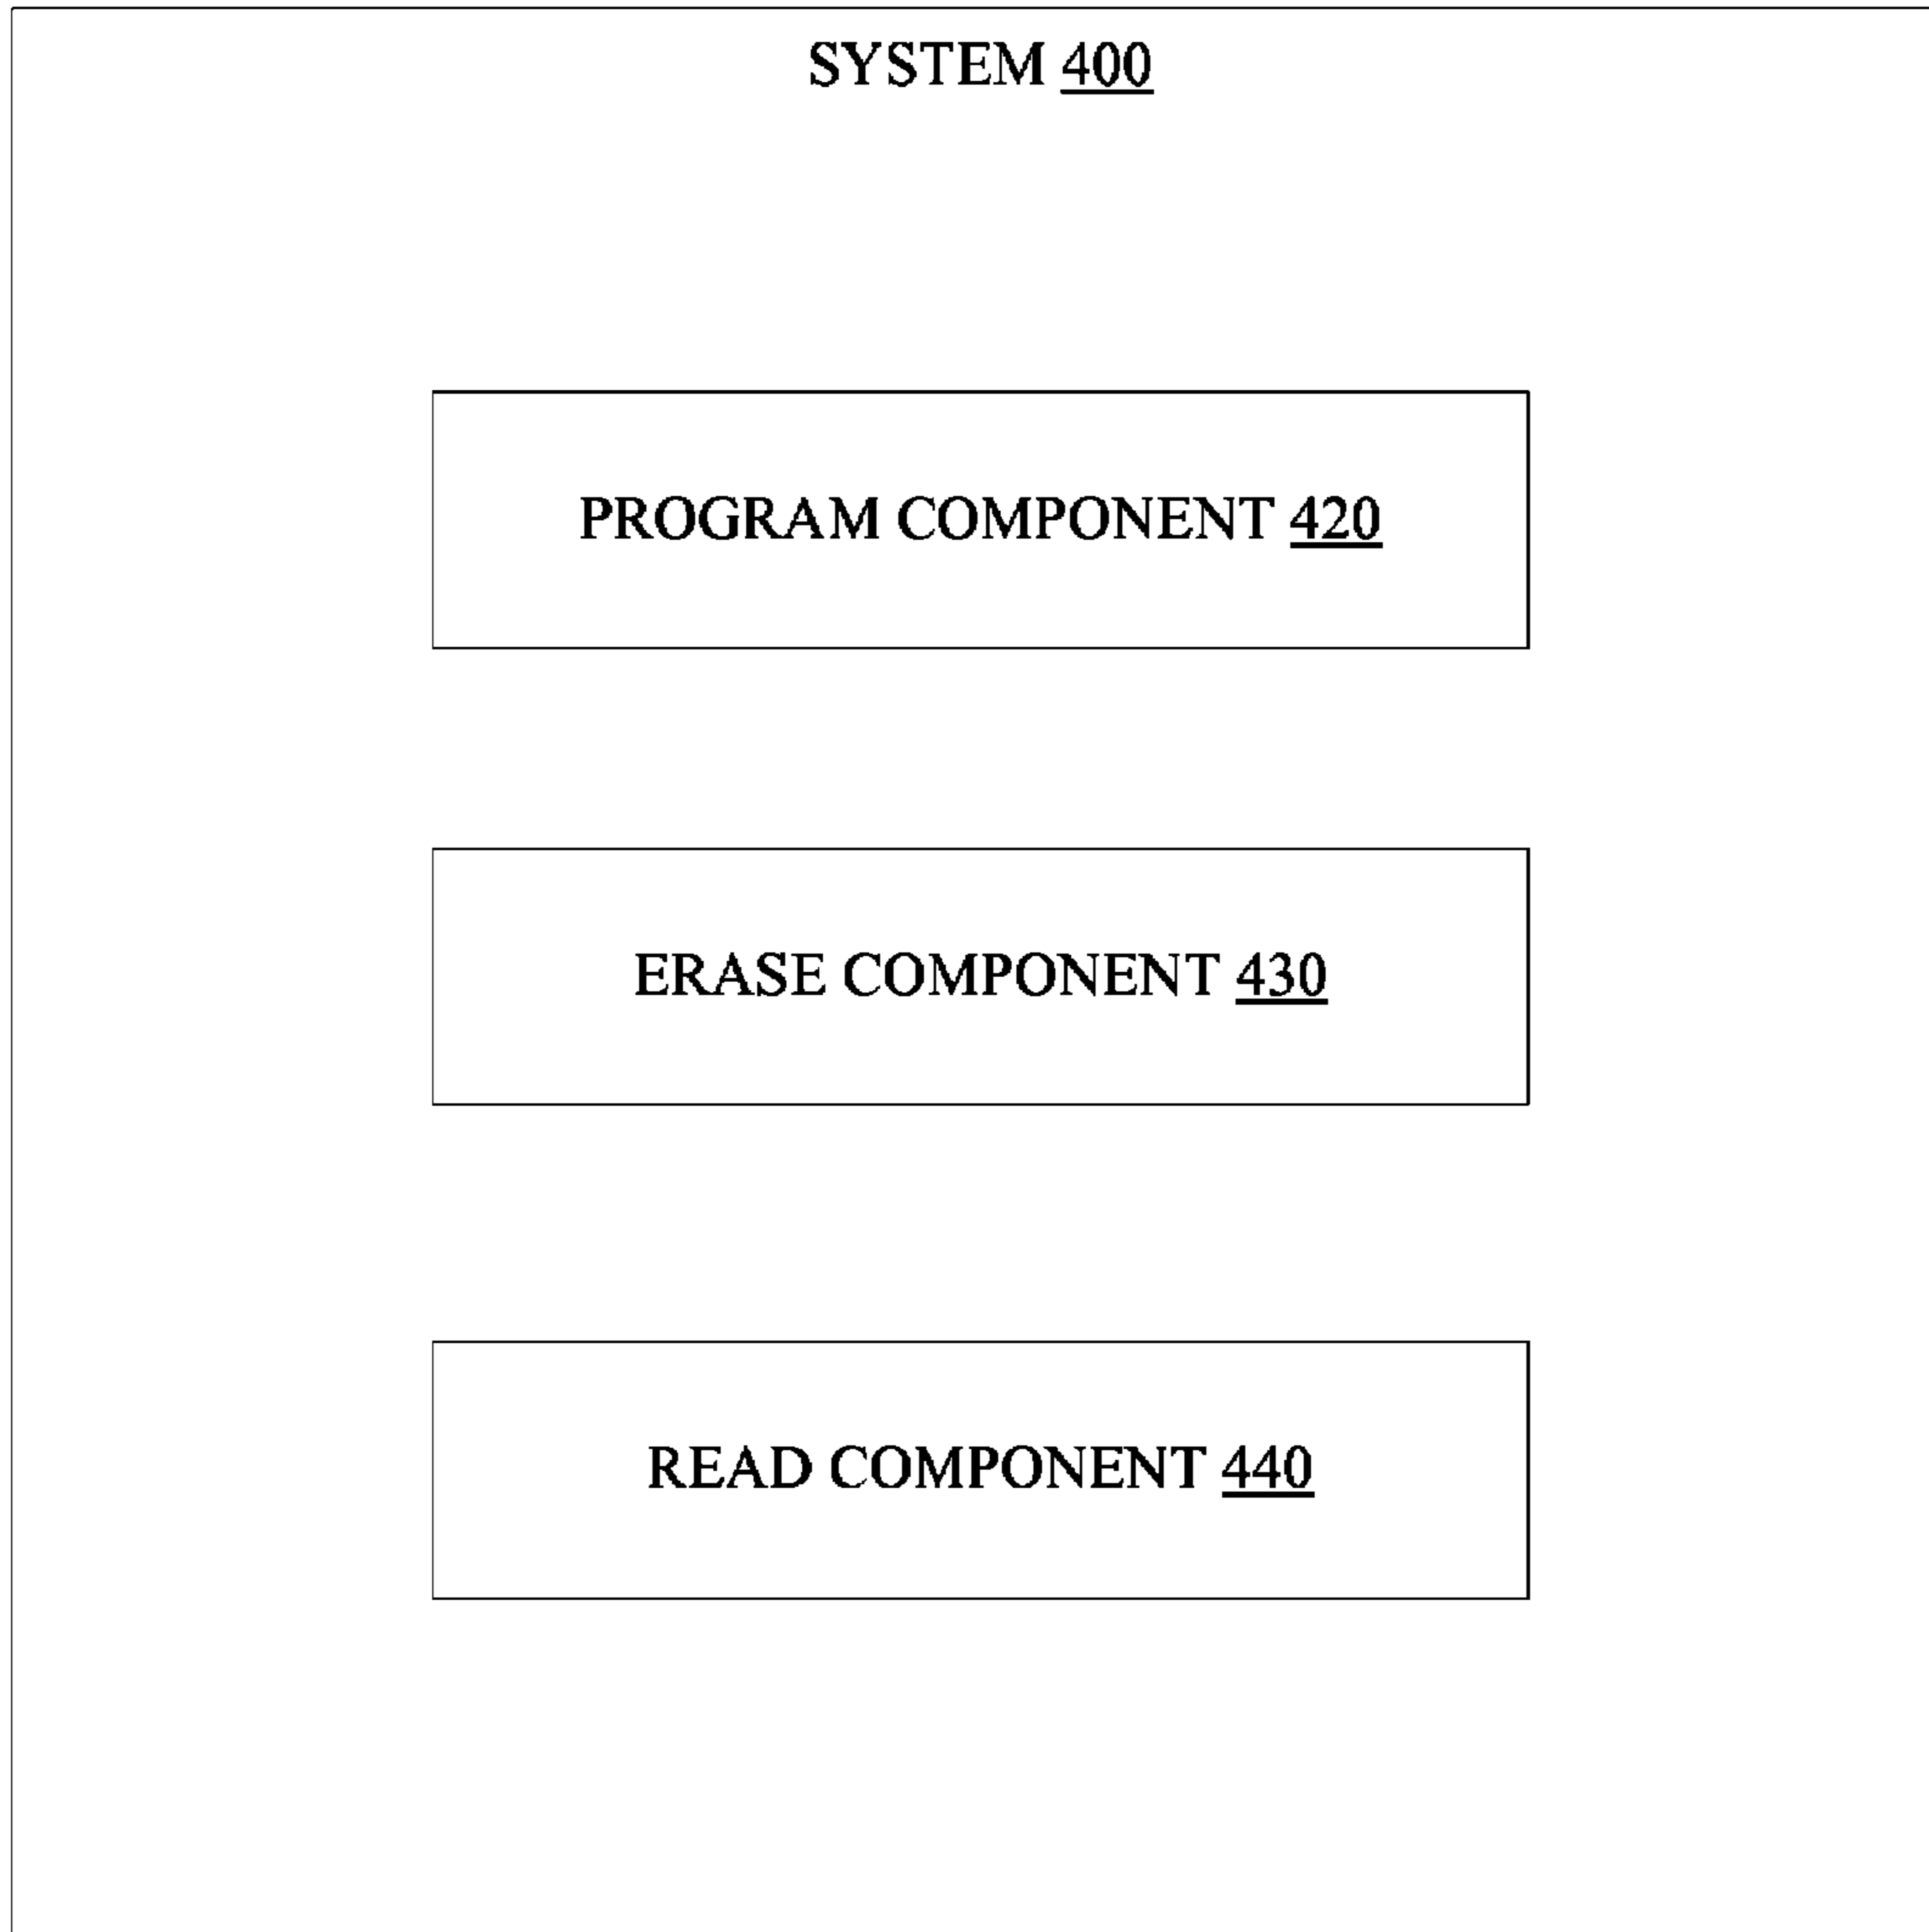 SYSTEM 400
PROGRAM COMPONENT 420
ERASE COMPONENT 430
READ COMPONENT 440